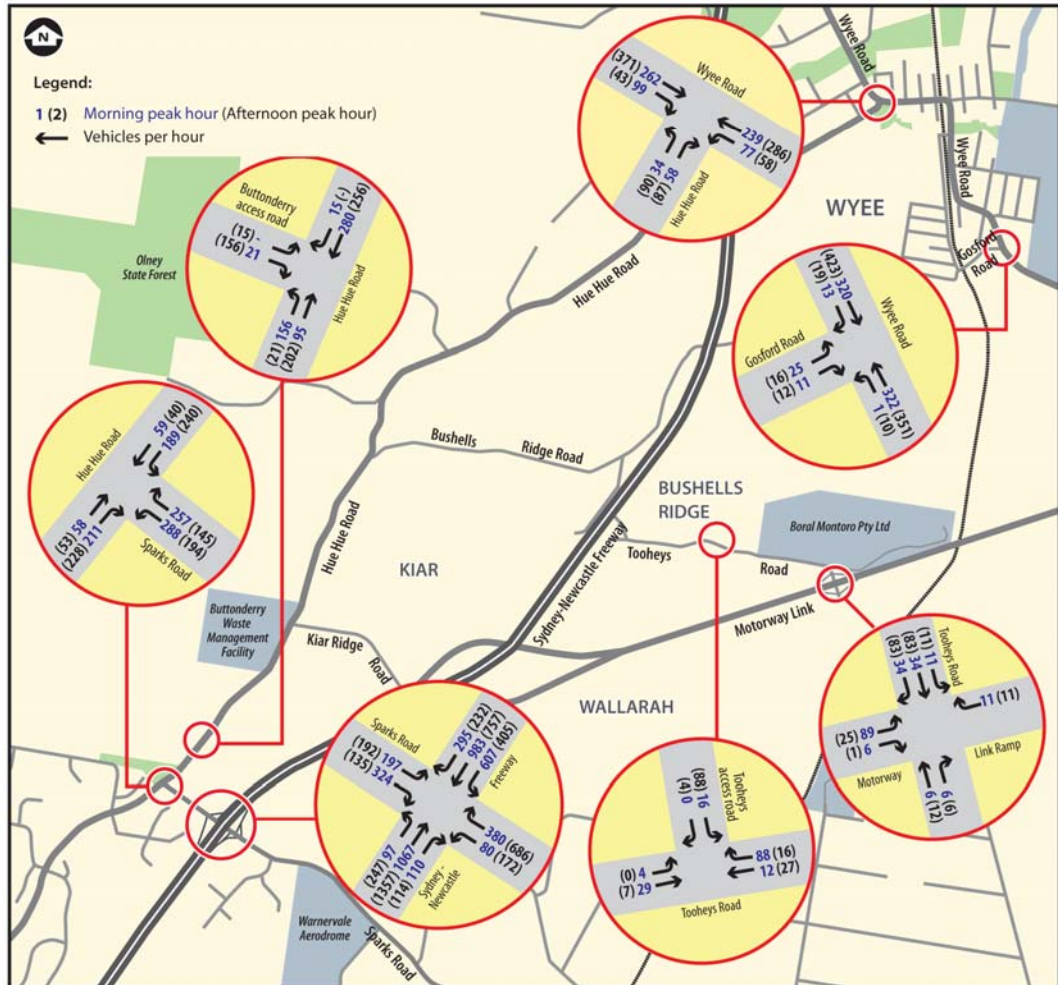 N
Legend:
1 (2) Morning peak hour (Afternoon peak hour)
Vehicles per hour
Wyee Road
(371) 262
(43) 99
Wyee Road
239 (286)
77 (58)
(90) 34
(87) 58
Hue Hue Road
Wyee Road
WYEE
Gosford Road
Buttonderry
access road
15 (-)
280 (256)
(15) -
(156) 21
Hue Hue Road
(21) 156
(202) 95
Olney
State Forest
Hue Hue Road
(423) 320
(19) 13
Wyee Road
Gosford Road
(16) 25
(12) 11
322 (351)
1 (10)
Hue Hue Road
59 (40)
189 (240)
257 (145)
288 (194)
(53) 58
(228) 211
Sparks Road
Bushells
Ridge Road
BUSHELLS
RIDGE
Boral Montoro Pty Ltd
Tooheys
Road
Hue Hue Road
KIAR
Sydney-Newcastle Freeway
Motorway Link
Buttonderry
Waste
Management
Facility
Kiar Ridge
Road
WALLARAH
Sparks Road
(192) 197
(135) 324
295 (232)
983 (757)
607 (405)
Freeway
380 (686)
80 (172)
(247) 97
(1357) 1067
(114) 110
Sydney -
Newcastle
Tooheys
access road
(88) 16
(4) 0
(0) 4
(7) 29
88 (16)
12 (27)
Tooheys Road
Tooheys Road
(11) 11
(83) 34
(83) 34
11 (11)
(25) 89
(1) 6
Motorway
Link Ramp
6 (6)
6 (12)
Warnervale
Aerodrome
Sparks Road